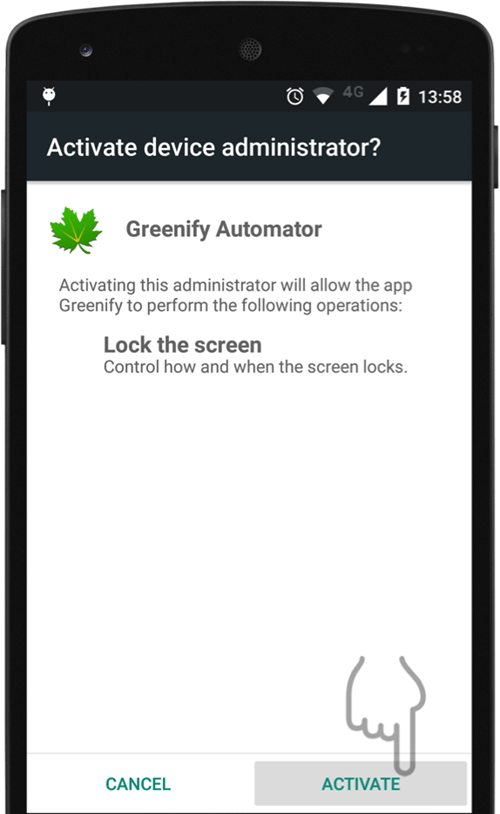 4G 13:58
Activate device administrator?
Greenify Automator
Activating this administrator will allow the app
Greenify to perform the following operations:
Lock the screen
Control how and when the screen locks.
CANCEL ACTIVATE